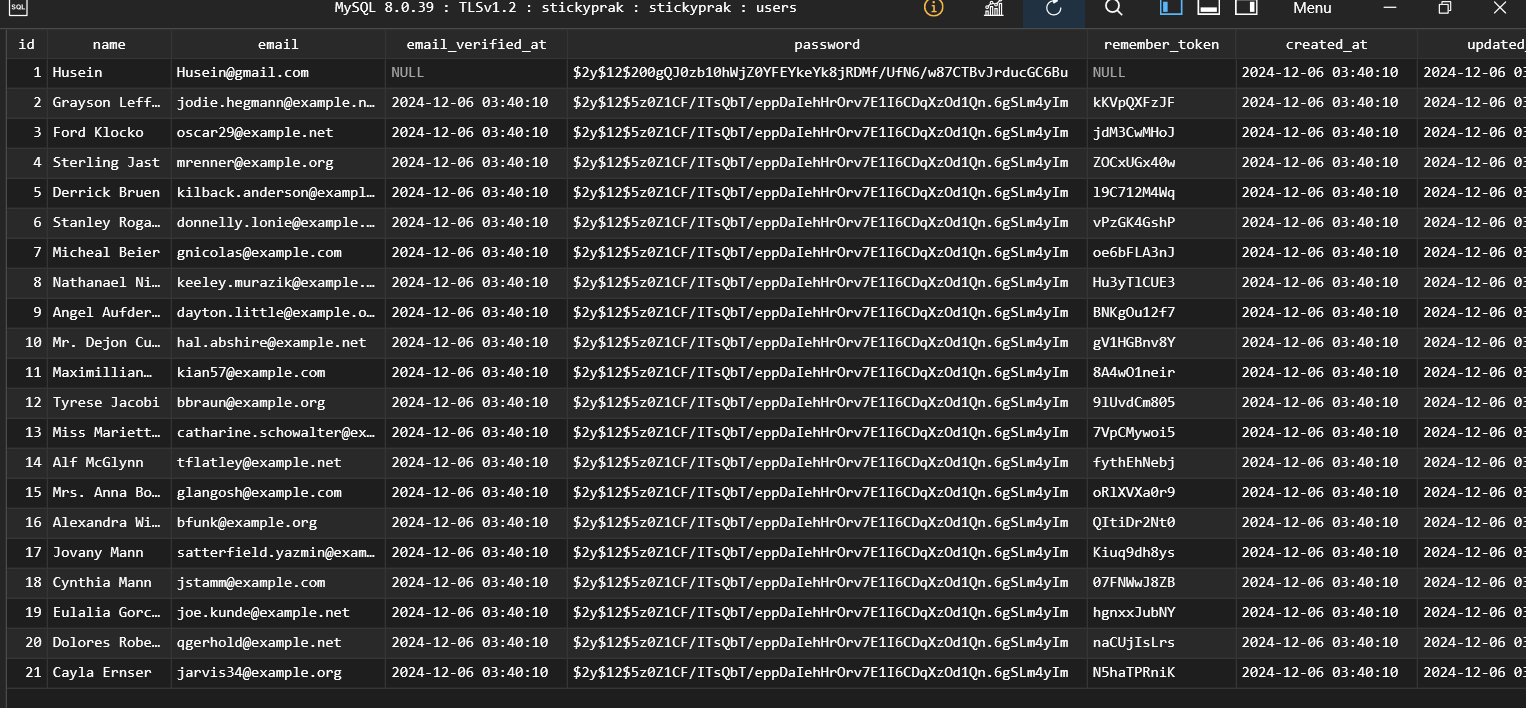 SQL
MySQL 8.0.39 : TLSv1.2 : stickyprak : stickyprak : users
Menu
id name email email_verified_at password remember_token created_at updated_
1 Husein Husein@gmail.com NULL $2y$12$200gQJ0zb10hWjZ0YFEYkeYk8jRDMf/UfN6/w87CTBvJrducGC6Bu NULL 2024-12-06 03:40:10 2024-12-06 03
2 Grayson Leff… jodie.hegmann@example.n… 2024-12-06 03:40:10 $2y$12$5z0Z1CF/ITsQbT/eppDaIehHrOrv7E1I6CDqXzOd1Qn.6gSLm4yIm kKVpQXFzJF 2024-12-06 03:40:10 2024-12-06 03
3 Ford Klocko oscar29@example.net 2024-12-06 03:40:10 $2y$12$5z0Z1CF/ITsQbT/eppDaIehHrOrv7E1I6CDqXzOd1Qn.6gSLm4yIm jdM3CwMHoJ 2024-12-06 03:40:10 2024-12-06 03
4 Sterling Jast mrenner@example.org 2024-12-06 03:40:10 $2y$12$5z0Z1CF/ITsQbT/eppDaIehHrOrv7E1I6CDqXzOd1Qn.6gSLm4yIm ZOCxUGx40w 2024-12-06 03:40:10 2024-12-06 03
5 Derrick Bruen kilback.anderson@exampl… 2024-12-06 03:40:10 $2y$12$5z0Z1CF/ITsQbT/eppDaIehHrOrv7E1I6CDqXzOd1Qn.6gSLm4yIm l9C712M4Wq 2024-12-06 03:40:10 2024-12-06 03
6 Stanley Roga… donnelly.lonie@example.… 2024-12-06 03:40:10 $2y$12$5z0Z1CF/ITsQbT/eppDaIehHrOrv7E1I6CDqXzOd1Qn.6gSLm4yIm vPzGK4GshP 2024-12-06 03:40:10 2024-12-06 03
7 Micheal Beier gnicolas@example.com 2024-12-06 03:40:10 $2y$12$5z0Z1CF/ITsQbT/eppDaIehHrOrv7E1I6CDqXzOd1Qn.6gSLm4yIm oe6bFLA3nJ 2024-12-06 03:40:10 2024-12-06 03
8 Nathanael Ni… keeley.murazik@example.… 2024-12-06 03:40:10 $2y$12$5z0Z1CF/ITsQbT/eppDaIehHrOrv7E1I6CDqXzOd1Qn.6gSLm4yIm Hu3yTlCUE3 2024-12-06 03:40:10 2024-12-06 03
9 Angel Aufder… dayton.little@example.o… 2024-12-06 03:40:10 $2y$12$5z0Z1CF/ITsQbT/eppDaIehHrOrv7E1I6CDqXzOd1Qn.6gSLm4yIm BNKgOu12f7 2024-12-06 03:40:10 2024-12-06 03
10 Mr. Dejon Cu… hal.abshire@example.net 2024-12-06 03:40:10 $2y$12$5z0Z1CF/ITsQbT/eppDaIehHrOrv7E1I6CDqXzOd1Qn.6gSLm4yIm gV1HGBnv8Y 2024-12-06 03:40:10 2024-12-06 03
11 Maximillian… kian57@example.com 2024-12-06 03:40:10 $2y$12$5z0Z1CF/ITsQbT/eppDaIehHrOrv7E1I6CDqXzOd1Qn.6gSLm4yIm 8A4wO1neir 2024-12-06 03:40:10 2024-12-06 03
12 Tyrese Jacobi bbraun@example.org 2024-12-06 03:40:10 $2y$12$5z0Z1CF/ITsQbT/eppDaIehHrOrv7E1I6CDqXzOd1Qn.6gSLm4yIm 9lUvdCm805 2024-12-06 03:40:10 2024-12-06 03
13 Miss Mariett… catharine.schowalter@ex… 2024-12-06 03:40:10 $2y$12$5z0Z1CF/ITsQbT/eppDaIehHrOrv7E1I6CDqXzOd1Qn.6gSLm4yIm 7VpCMywoi5 2024-12-06 03:40:10 2024-12-06 03
14 Alf McGlynn tflatley@example.net 2024-12-06 03:40:10 $2y$12$5z0Z1CF/ITsQbT/eppDaIehHrOrv7E1I6CDqXzOd1Qn.6gSLm4yIm fythEhNebj 2024-12-06 03:40:10 2024-12-06 03
15 Mrs. Anna Bo… glangosh@example.com 2024-12-06 03:40:10 $2y$12$5z0Z1CF/ITsQbT/eppDaIehHrOrv7E1I6CDqXzOd1Qn.6gSLm4yIm oRlXVXa0r9 2024-12-06 03:40:10 2024-12-06 03
16 Alexandra Wi… bfunk@example.org 2024-12-06 03:40:10 $2y$12$5z0Z1CF/ITsQbT/eppDaIehHrOrv7E1I6CDqXzOd1Qn.6gSLm4yIm QItiDr2Nt0 2024-12-06 03:40:10 2024-12-06 03
17 Jovany Mann satterfield.yazmin@exam… 2024-12-06 03:40:10 $2y$12$5z0Z1CF/ITsQbT/eppDaIehHrOrv7E1I6CDqXzOd1Qn.6gSLm4yIm Kiuq9dh8ys 2024-12-06 03:40:10 2024-12-06 03
18 Cynthia Mann jstamm@example.com 2024-12-06 03:40:10 $2y$12$5z0Z1CF/ITsQbT/eppDaIehHrOrv7E1I6CDqXzOd1Qn.6gSLm4yIm 07FNWwJ8ZB 2024-12-06 03:40:10 2024-12-06 03
19 Eulalia Gorc… joe.kunde@example.net 2024-12-06 03:40:10 $2y$12$5z0Z1CF/ITsQbT/eppDaIehHrOrv7E1I6CDqXzOd1Qn.6gSLm4yIm hgnxxJubNY 2024-12-06 03:40:10 2024-12-06 03
20 Dolores Robe… qgerhold@example.net 2024-12-06 03:40:10 $2y$12$5z0Z1CF/ITsQbT/eppDaIehHrOrv7E1I6CDqXzOd1Qn.6gSLm4yIm naCUjIsLrs 2024-12-06 03:40:10 2024-12-06 03
21 Cayla Ernser jarvis34@example.org 2024-12-06 03:40:10 $2y$12$5z0Z1CF/ITsQbT/eppDaIehHrOrv7E1I6CDqXzOd1Qn.6gSLm4yIm N5haTPRniK 2024-12-06 03:40:10 2024-12-06 03